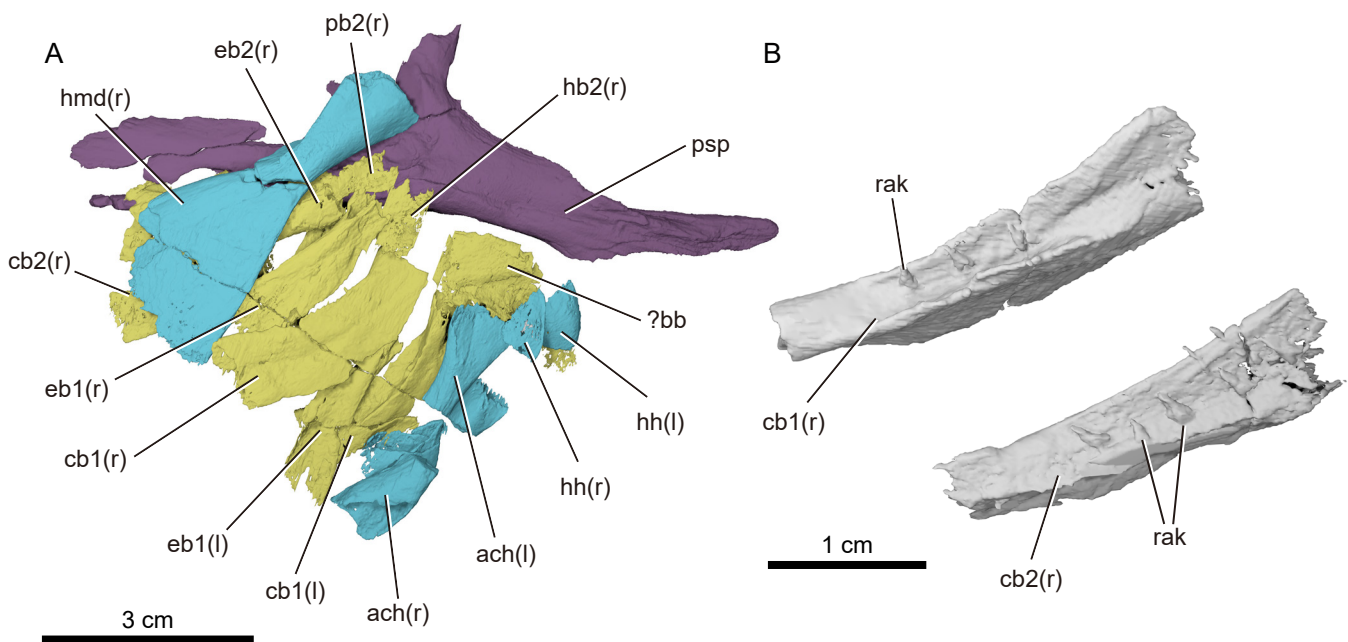 A
pb2(r)
eb2(r)
hmd(r)
hb2(r)
psp
cb2(r)
?bb
eb1(r)
hh(l)
cb1(r)
hh(r)
eb1(l)
ach(l)
cb1(l)
ach(r)
3 cm
B
rak
cb1(r)
rak
cb2(r)
1 cm